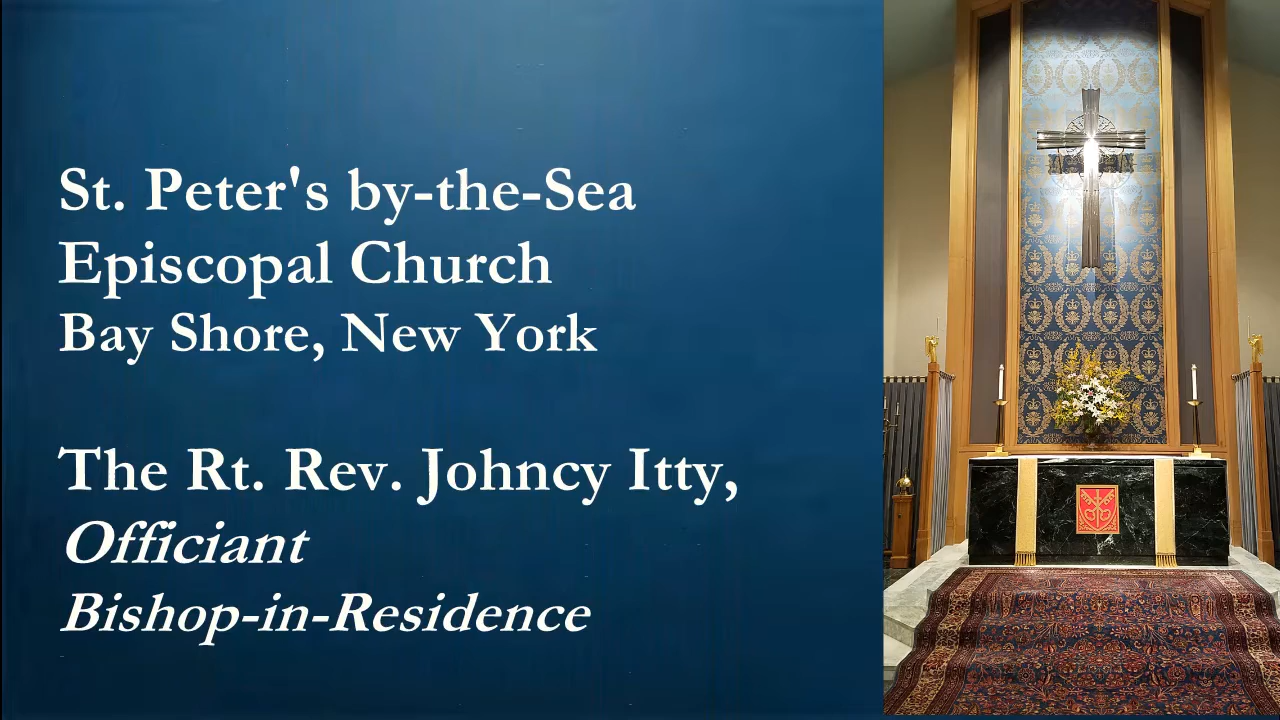 St. Peter's by-the-Sea
Episcopal Church
Bay Shore, New York
The Rt. Rev. Johncy Itty,
Officiant
Bishop-in-Residence